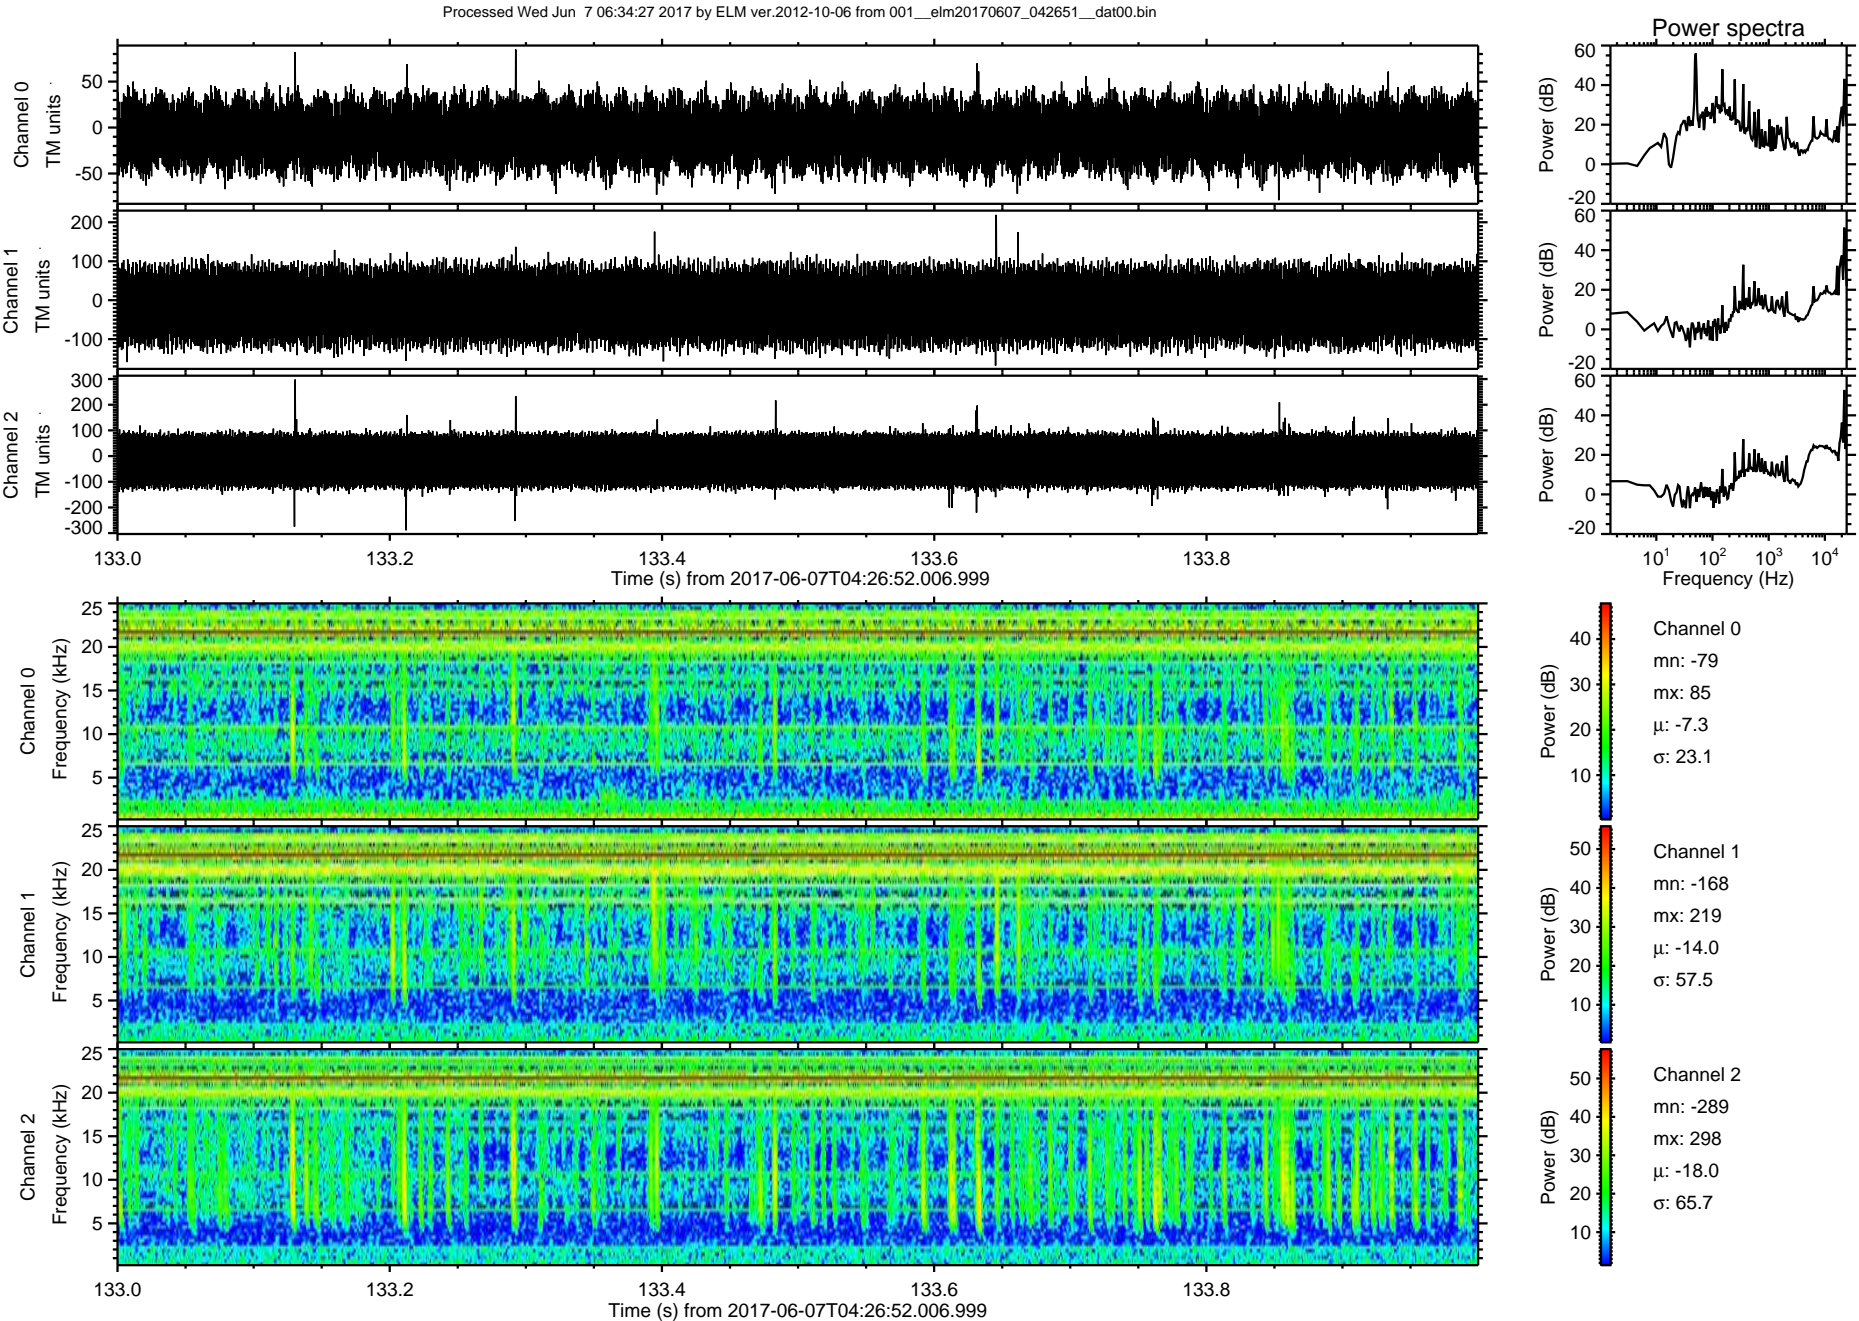 Processed Wed Jun  7 06:34:27 2017 by ELM ver.2012-10-06 from 001__elm20170607_042651__dat00.bin
Power spectra
Channel 0
TM units
50
0
-50
Power (dB)
60
40
20
0
-20
Channel 1
TM units
200
100
0
-100
Power (dB)
60
40
20
0
-20
Channel 2
TM units
300
200
100
0
-100
-200
-300
Power (dB)
60
40
20
0
-20
133.0 133.2 133.4 133.6 133.8
Time (s) from 2017-06-07T04:26:52.006.999
10^1 10^2 10^3 10^4
Frequency (Hz)
Channel 0
Frequency (kHz)
25
20
15
10
5
Power (dB)
40
30
20
10
Channel 0
mn: -79
mx: 85
μ: -7.3
σ: 23.1
Channel 1
Frequency (kHz)
25
20
15
10
5
Power (dB)
50
40
30
20
10
Channel 1
mn: -168
mx: 219
μ: -14.0
σ: 57.5
Channel 2
Frequency (kHz)
25
20
15
10
5
Power (dB)
50
40
30
20
10
Channel 2
mn: -289
mx: 298
μ: -18.0
σ: 65.7
133.0 133.2 133.4 133.6 133.8
Time (s) from 2017-06-07T04:26:52.006.999